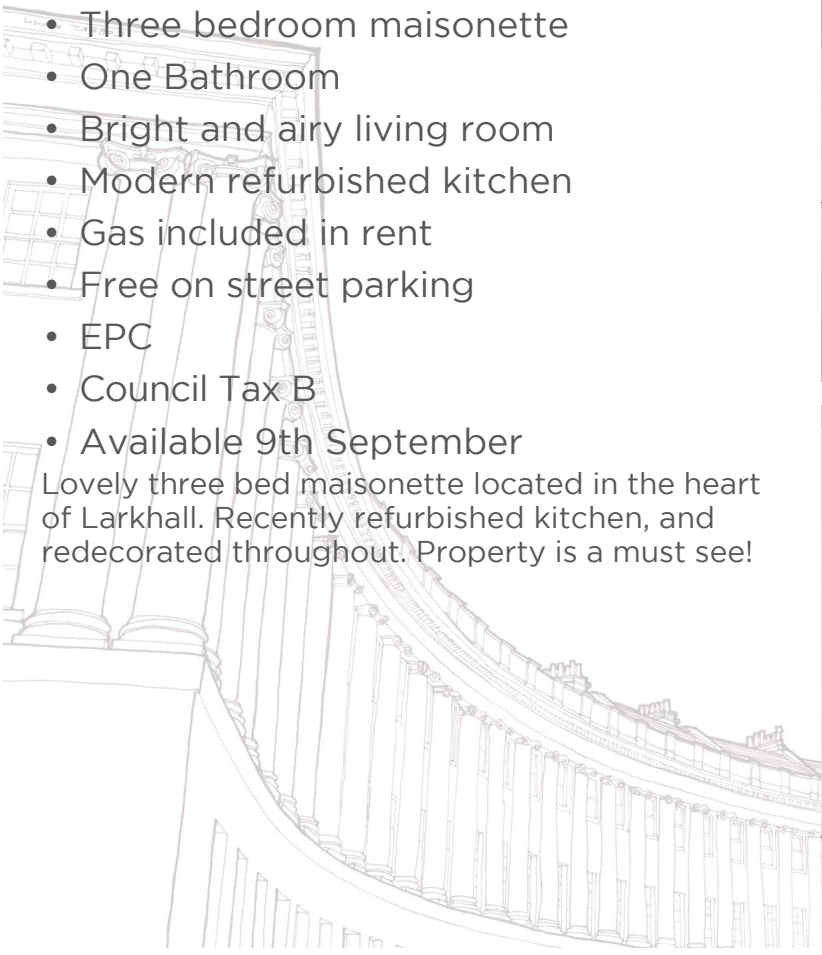 • Three bedroom maisonette
• One Bathroom
• Bright and airy living room
• Modern refurbished kitchen
• Gas included in rent
• Free on street parking
• EPC
• Council Tax B
• Available 9th September
Lovely three bed maisonette located in the heart
of Larkhall. Recently refurbished kitchen, and
redecorated throughout. Property is a must see!